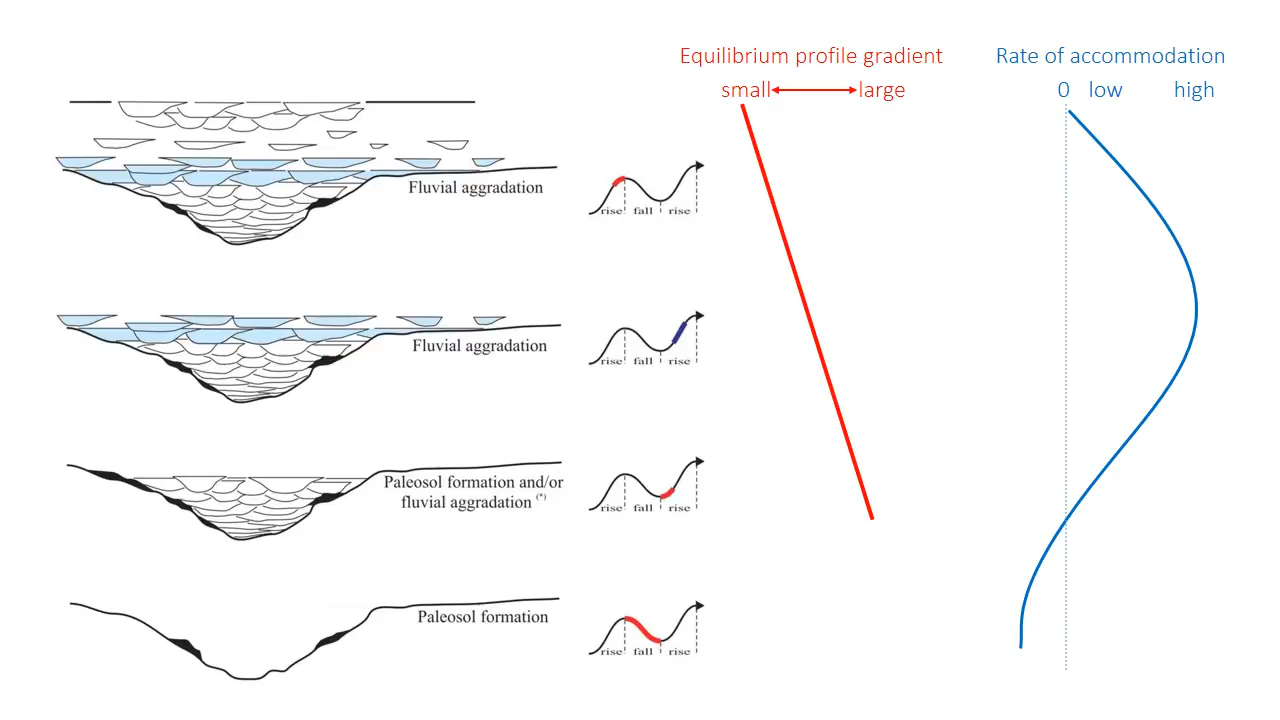 Equilibrium profile gradient
small large
Rate of accommodation
0 low high
Fluvial aggradation
rise fall rise
Fluvial aggradation
rise fall rise
Paleosol formation and/or
fluvial aggradation (*)
rise fall rise
Paleosol formation
rise fall rise